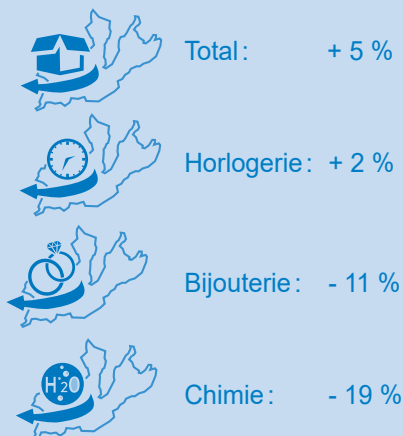 Total : + 5 %
Horlogerie : + 2 %
Bijouterie : - 11 %
H2O
Chimie : - 19 %